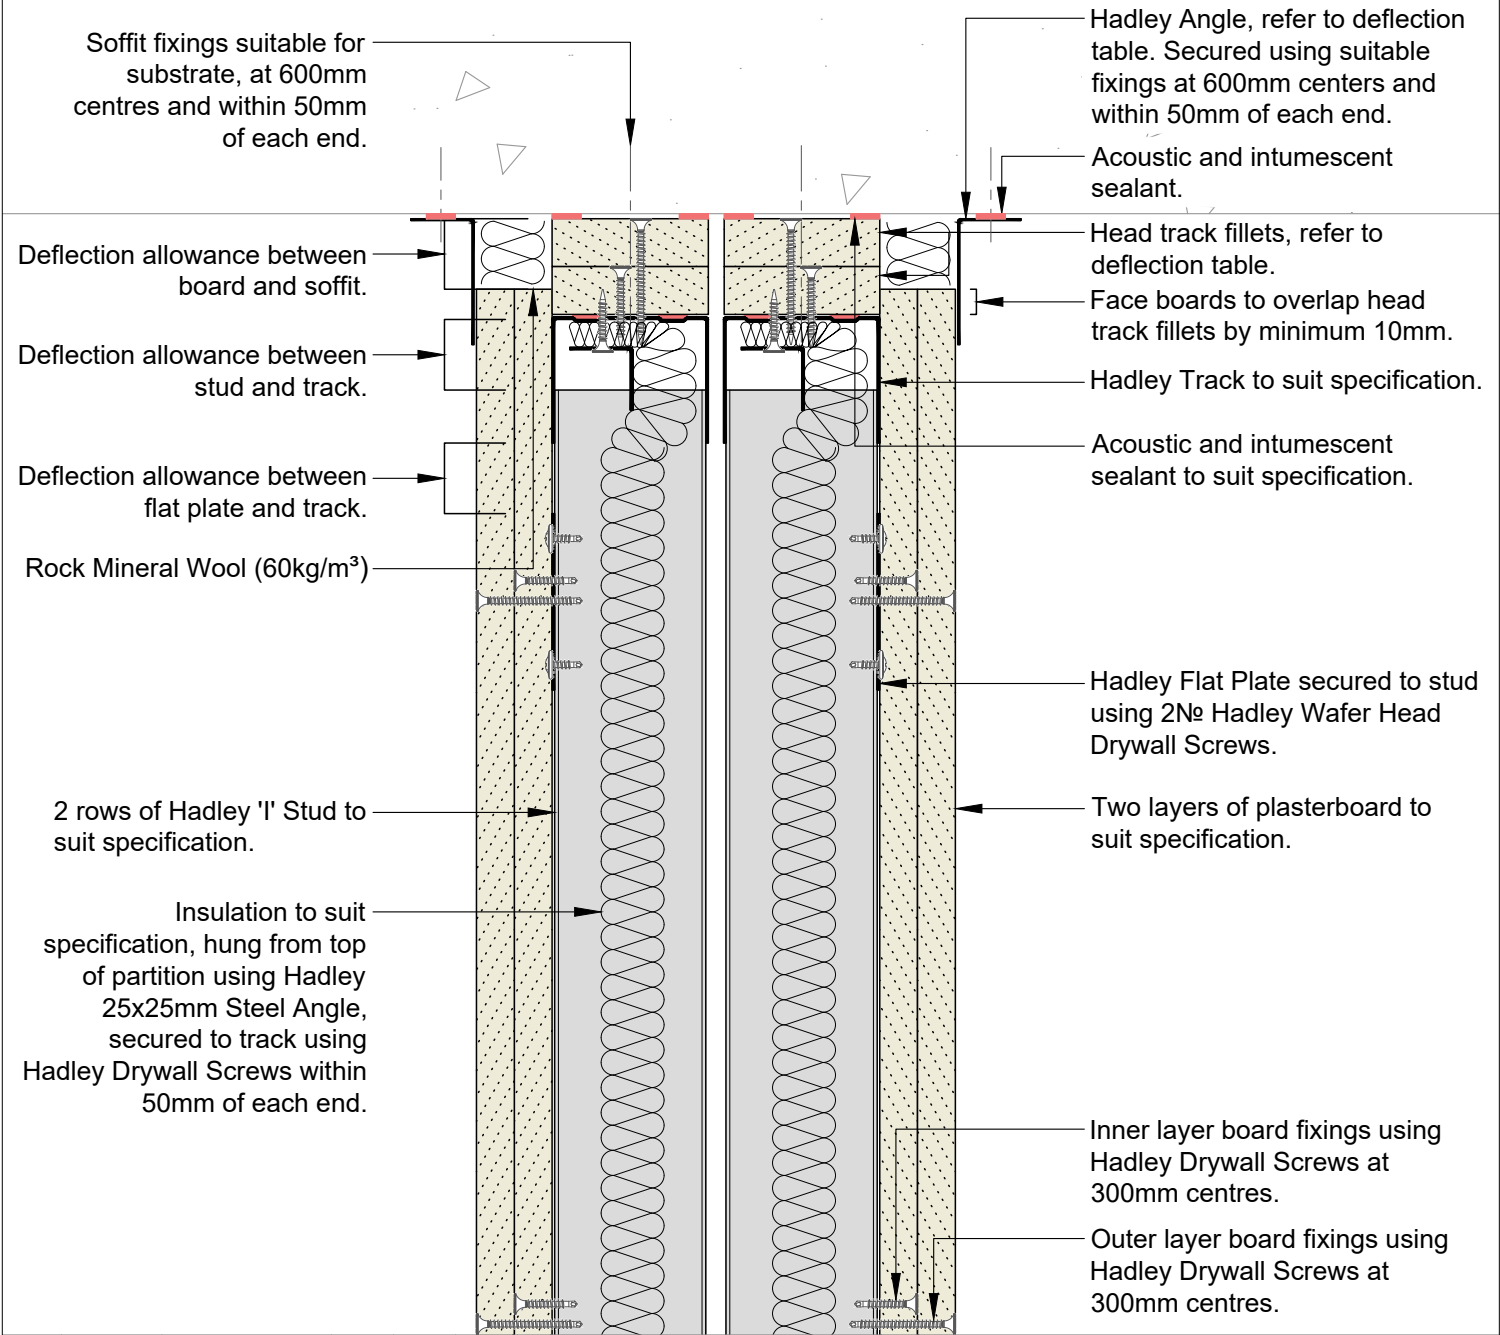 Soffit fixings suitable for
substrate, at 600mm
centres and within 50mm
of each end.
Deflection allowance between
board and soffit.
Deflection allowance between
stud and track.
Deflection allowance between
flat plate and track.
Rock Mineral Wool (60kg/m³)
2 rows of Hadley 'I' Stud to
suit specification.
Insulation to suit
specification, hung from top
of partition using Hadley
25x25mm Steel Angle,
secured to track using
Hadley Drywall Screws within
50mm of each end.
Hadley Angle, refer to deflection
table. Secured using suitable
fixings at 600mm centers and
within 50mm of each end.
Acoustic and intumescent
sealant.
Head track fillets, refer to
deflection table.
Face boards to overlap head
track fillets by minimum 10mm.
Hadley Track to suit specification.
Acoustic and intumescent
sealant to suit specification.
Hadley Flat Plate secured to stud
using 2№ Hadley Wafer Head
Drywall Screws.
Two layers of plasterboard to
suit specification.
Inner layer board fixings using
Hadley Drywall Screws at
300mm centres.
Outer layer board fixings using
Hadley Drywall Screws at
300mm centres.